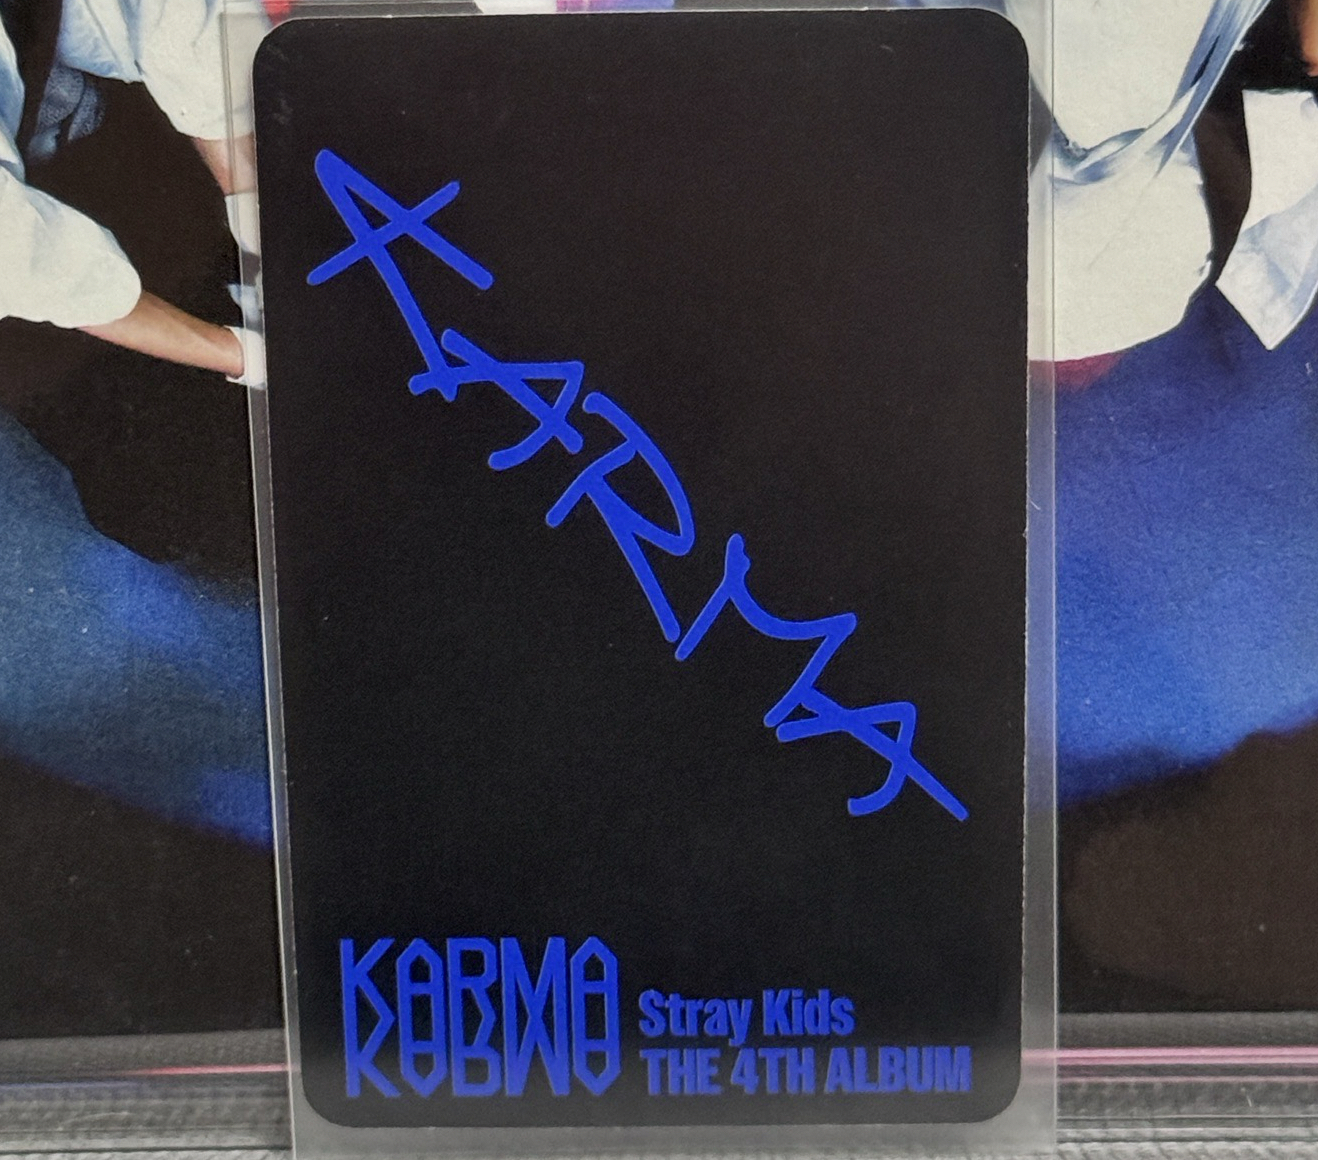 KARMA
KARMA
Stray Kids
THE 4TH ALBUM